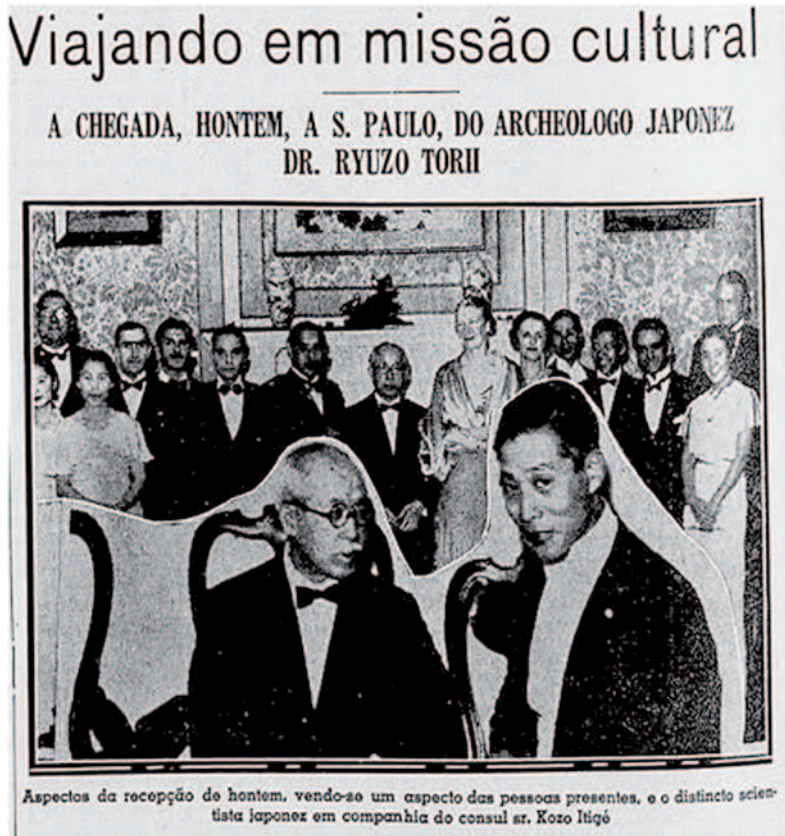 Viajando em missão cultural
A CHEGADA, HONTEM, A S. PAULO, DO ARCHEOLOGO JAPONEZ
DR. RYUZO TORII
Aspectos da recepção de hontem, vendo-se um aspecto das pessoas presentes, e o distincto scien-
tista japonez em companhia do consul sr. Kozo Itigé